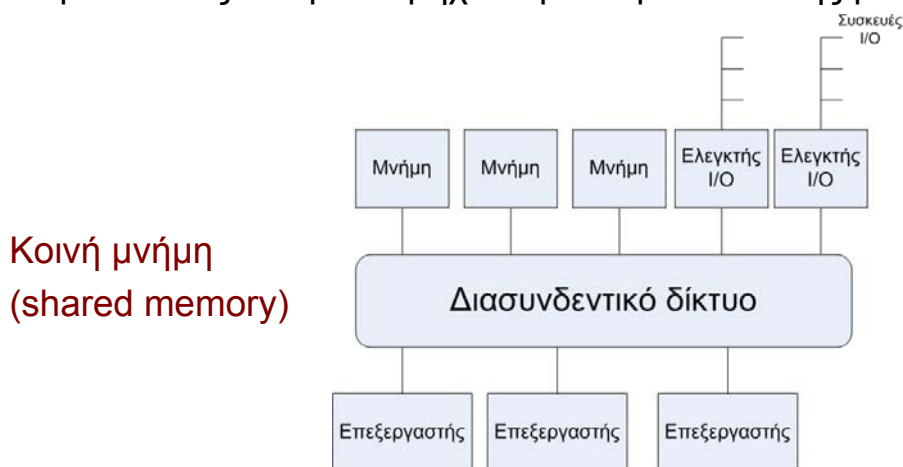 Συσκευές
I/O
Μνήμη
Μνήμη
Μνήμη
Ελεγκτής
I/O
Ελεγκτής
I/O
Κοινή μνήμη
(shared memory)
Διασυνδεντικό δίκτυο
Επεξεργαστής
Επεξεργαστής
Επεξεργαστής